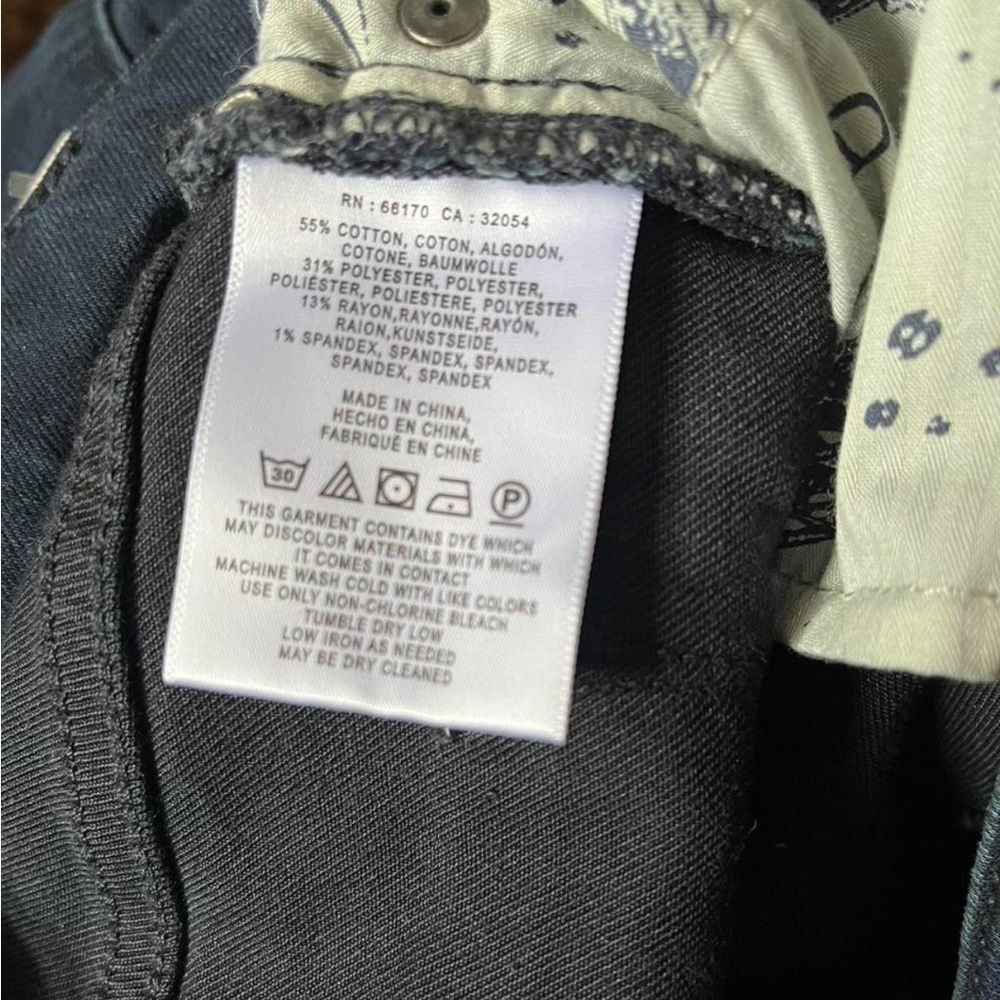 RN : 66170 CA : 32054
55% COTTON, COTON, ALGODÓN,
COTONE, BAUMWOLLE
31% POLYESTER, POLYESTER,
POLIÉSTER, POLIESTERE, POLYESTER
13% RAYON,RAYONNE,RAYÓN,
RAION,KUNSTSEIDE,
1% SPANDEX, SPANDEX, SPANDEX,
SPANDEX, SPANDEX
MADE IN CHINA,
HECHO EN CHINA,
FABRIQUÉ EN CHINE
30
P
THIS GARMENT CONTAINS DYE WHICH
MAY DISCOLOR MATERIALS WITH WHICH
IT COMES IN CONTACT
MACHINE WASH COLD WITH LIKE COLORS
USE ONLY NON-CHLORINE BLEACH
TUMBLE DRY LOW
LOW IRON AS NEEDED
MAY BE DRY CLEANED